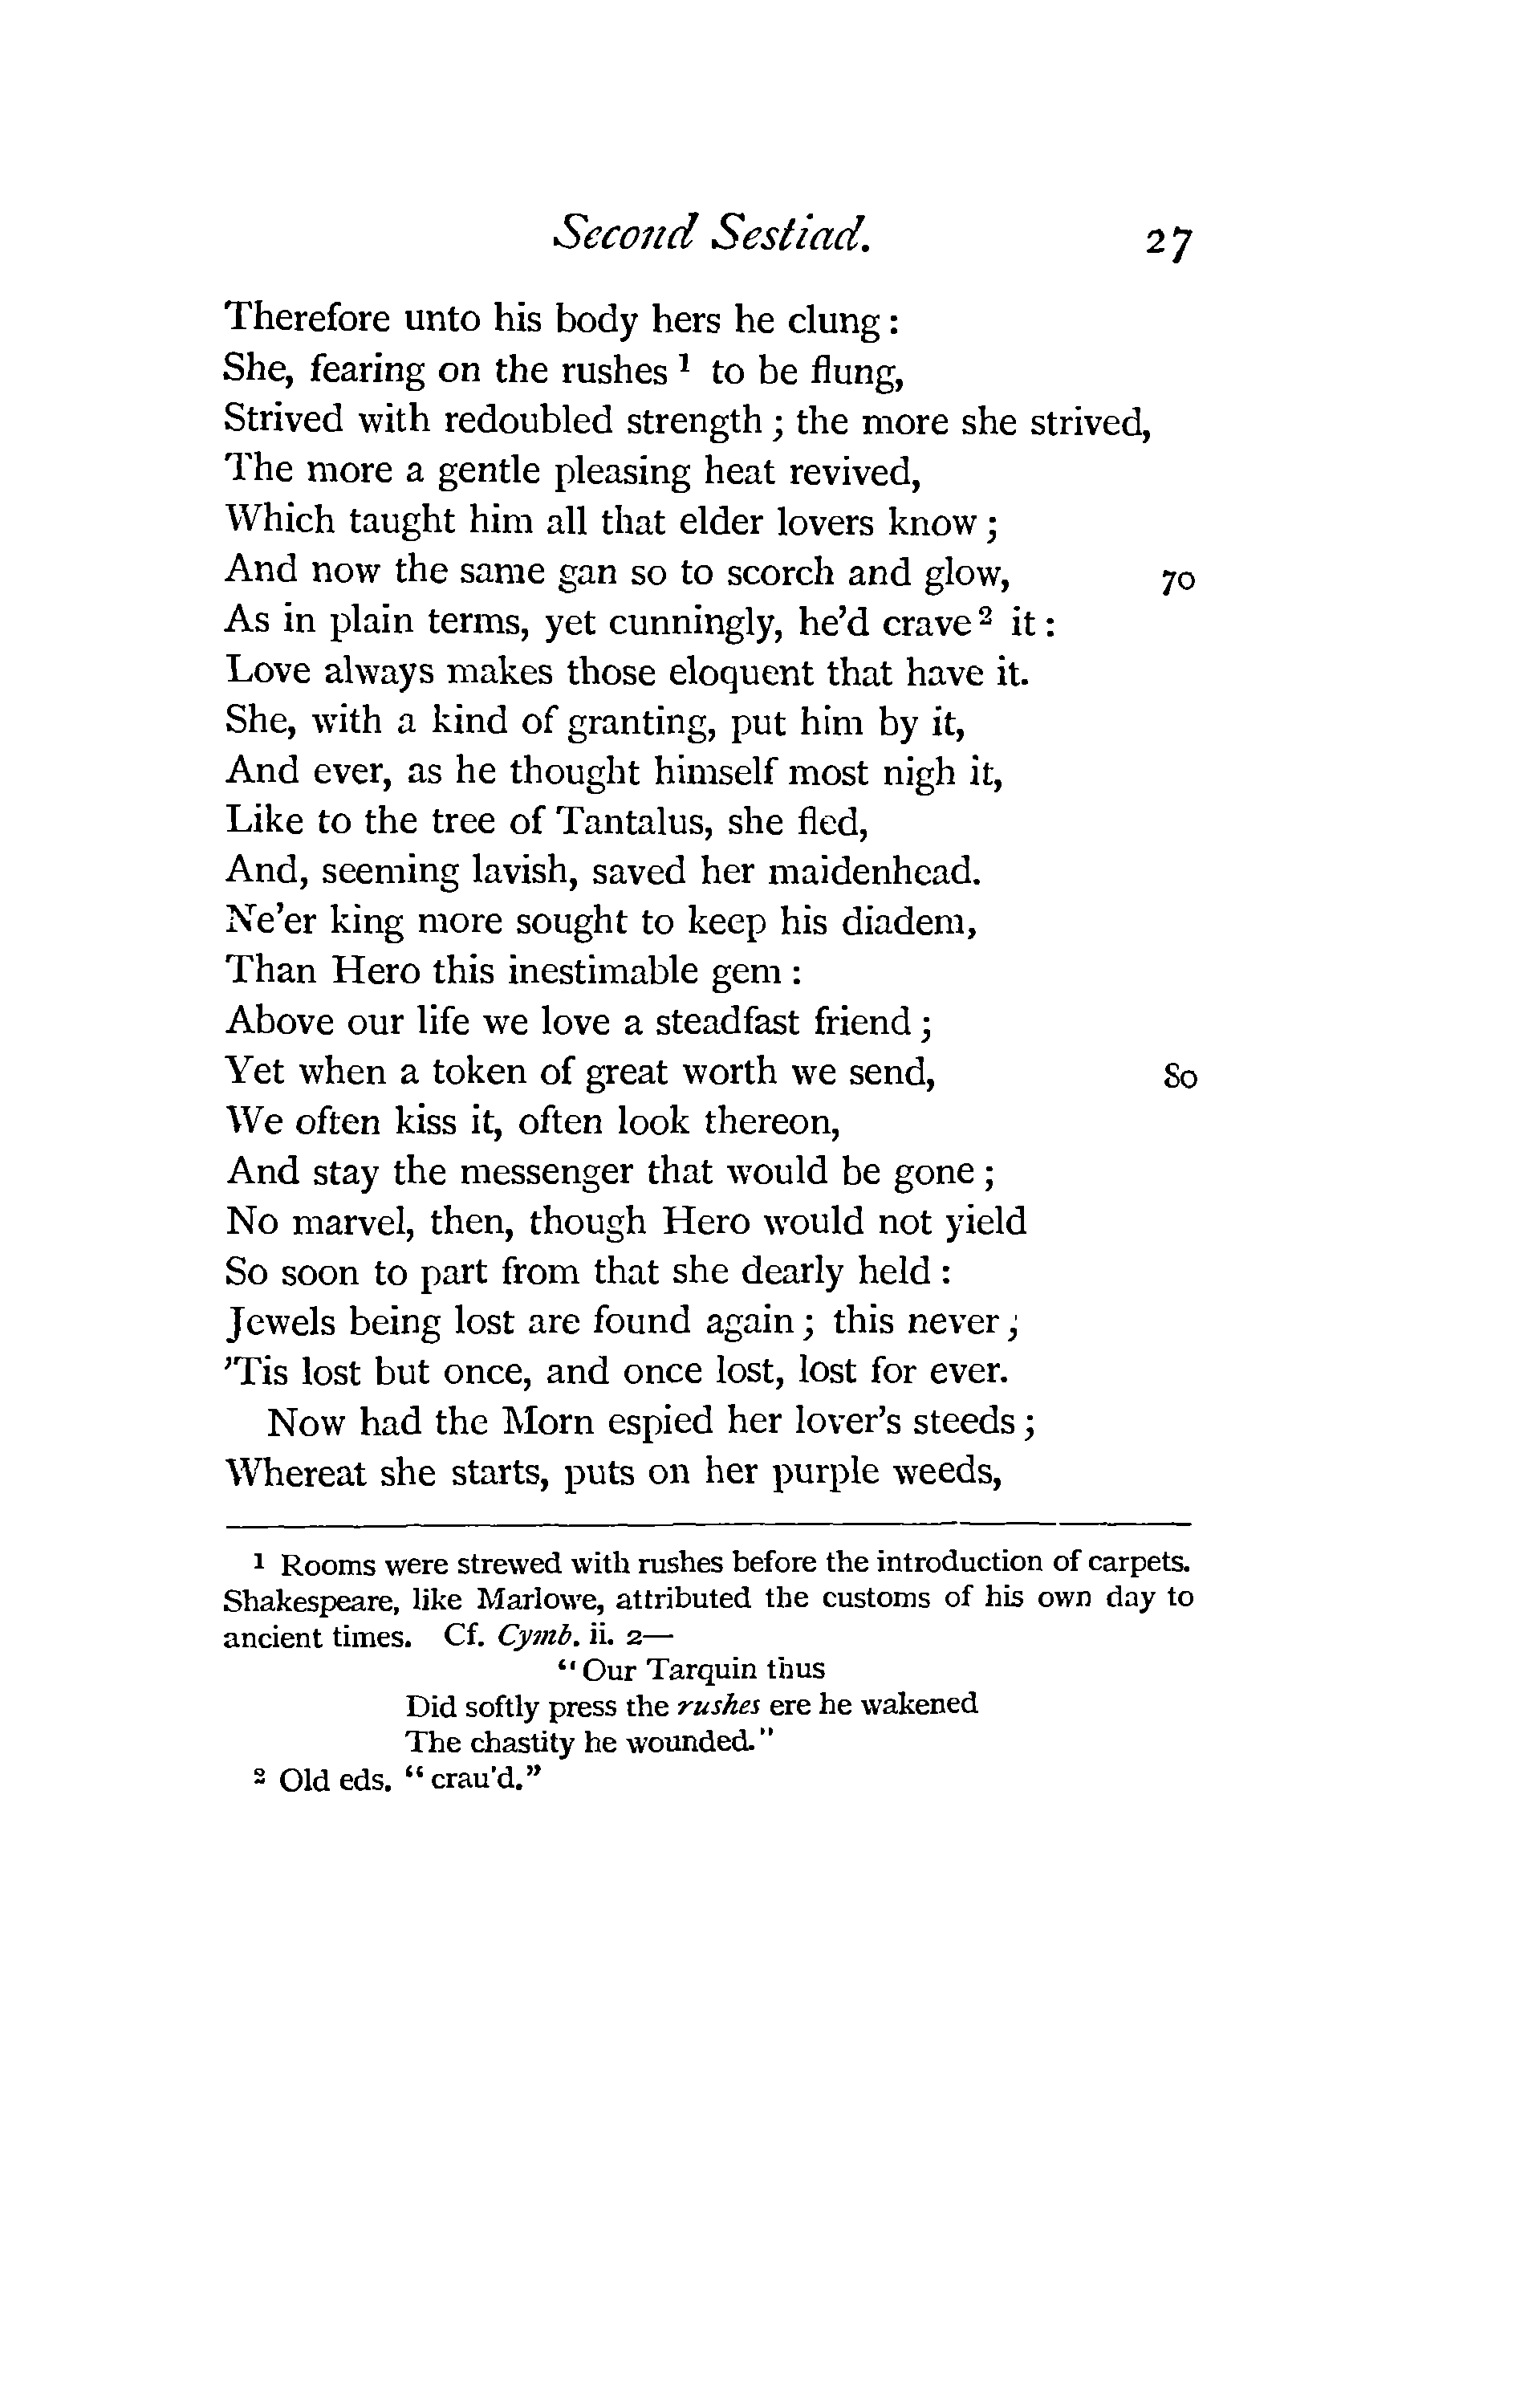 Second Sestiad. 27
Therefore unto his body hers he clung :
She, fearing on the rushes ¹ to be flung,
Strived with redoubled strength ; the more she strived,
The more a gentle pleasing heat revived,
Which taught him all that elder lovers know ;
And now the same gan so to scorch and glow, 70
As in plain terms, yet cunningly, he'd crave ² it :
Love always makes those eloquent that have it.
She, with a kind of granting, put him by it,
And ever, as he thought himself most nigh it,
Like to the tree of Tantalus, she fled,
And, seeming lavish, saved her maidenhead.
Ne'er king more sought to keep his diadem,
Than Hero this inestimable gem :
Above our life we love a steadfast friend ;
Yet when a token of great worth we send, 80
We often kiss it, often look thereon,
And stay the messenger that would be gone ;
No marvel, then, though Hero would not yield
So soon to part from that she dearly held :
Jewels being lost are found again ; this never ;
'Tis lost but once, and once lost, lost for ever.
Now had the Morn espied her lover's steeds ;
Whereat she starts, puts on her purple weeds,
¹ Rooms were strewed with rushes before the introduction of carpets.
Shakespeare, like Marlowe, attributed the customs of his own day to
ancient times. Cf. Cymb. ii. 2—
"Our Tarquin thus
Did softly press the rushes ere he wakened
The chastity he wounded."
² Old eds. "crau'd."